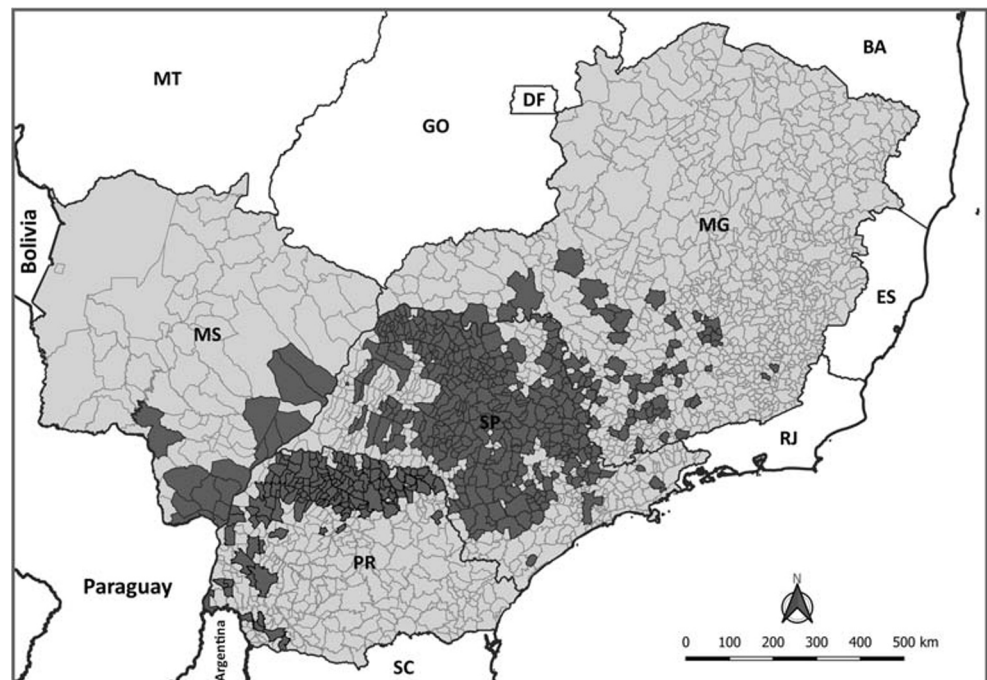 BA
MT
DF
GO
MG
Bolivia
ES
MS
SP
RJ
PR
Paraguay
N
Argentina
SC
0 100 200 300 400 500 km